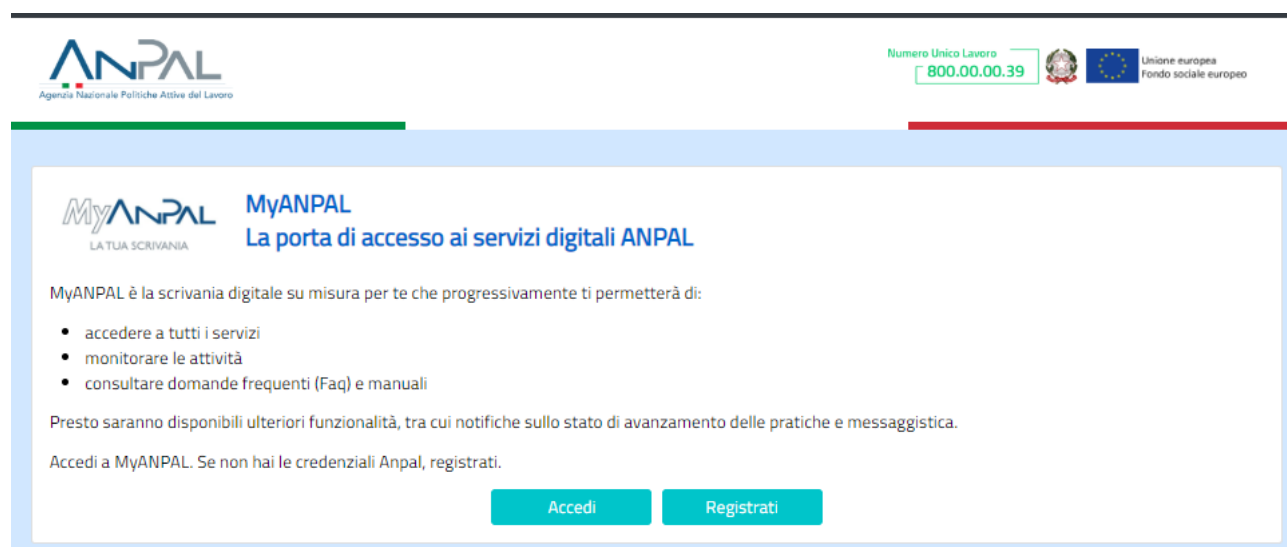 ANPAL
Agenzia Nazionale Politiche Attive del Lavoro
Numero Unico Lavoro
800.00.00.39
Unione europea
Fondo sociale europeo
MyANPAL
LA TUA SCRIVANIA
MyANPAL
La porta di accesso ai servizi digitali ANPAL
MyANPAL è la scrivania digitale su misura per te che progressivamente ti permetterà di:
• accedere a tutti i servizi
• monitorare le attività
• consultare domande frequenti (Faq) e manuali
Presto saranno disponibili ulteriori funzionalità, tra cui notifiche sullo stato di avanzamento delle pratiche e messaggistica.
Accedi a MyANPAL. Se non hai le credenziali Anpal, registrati.
Accedi
Registrati